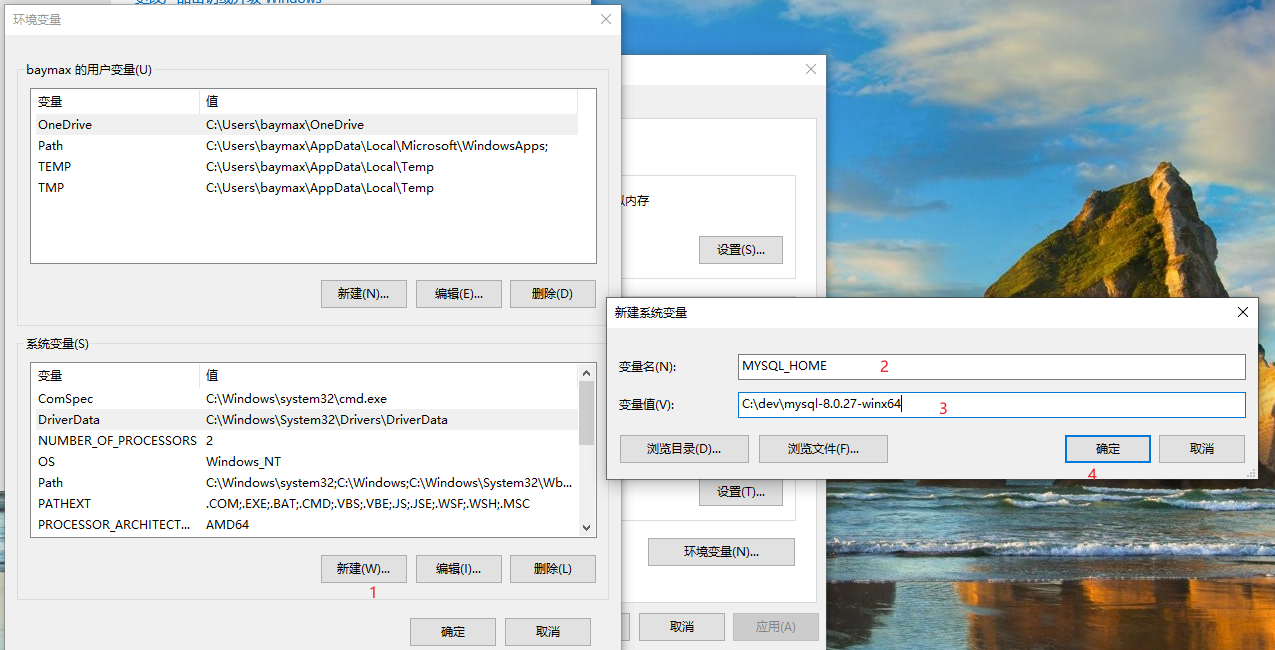 环境变量
baymax 的用户变量(U)
变量 值
OneDrive C:\Users\baymax\OneDrive
Path C:\Users\baymax\AppData\Local\Microsoft\WindowsApps;
TEMP C:\Users\baymax\AppData\Local\Temp
TMP C:\Users\baymax\AppData\Local\Temp
新建(N)... 编辑(E)... 删除(D)
系统变量(S)
变量 值
ComSpec C:\Windows\system32\cmd.exe
DriverData C:\Windows\System32\Drivers\DriverData
NUMBER_OF_PROCESSORS 2
OS Windows_NT
Path C:\Windows\system32;C:\Windows;C:\Windows\System32\Wb...
PATHEXT .COM;.EXE;.BAT;.CMD;.VBS;.VBE;.JS;.JSE;.WSF;.WSH;.MSC
PROCESSOR_ARCHITECT... AMD64
新建(W)... 编辑(I)... 删除(L)
1
确定 取消
内存
设置(S)...
新建系统变量
变量名(N): MYSQL_HOME 2
变量值(V): C:\dev\mysql-8.0.27-winx64 3
浏览目录(D)... 浏览文件(F)... 确定 取消
4
设置(T)...
环境变量(N)...
取消 应用(A)